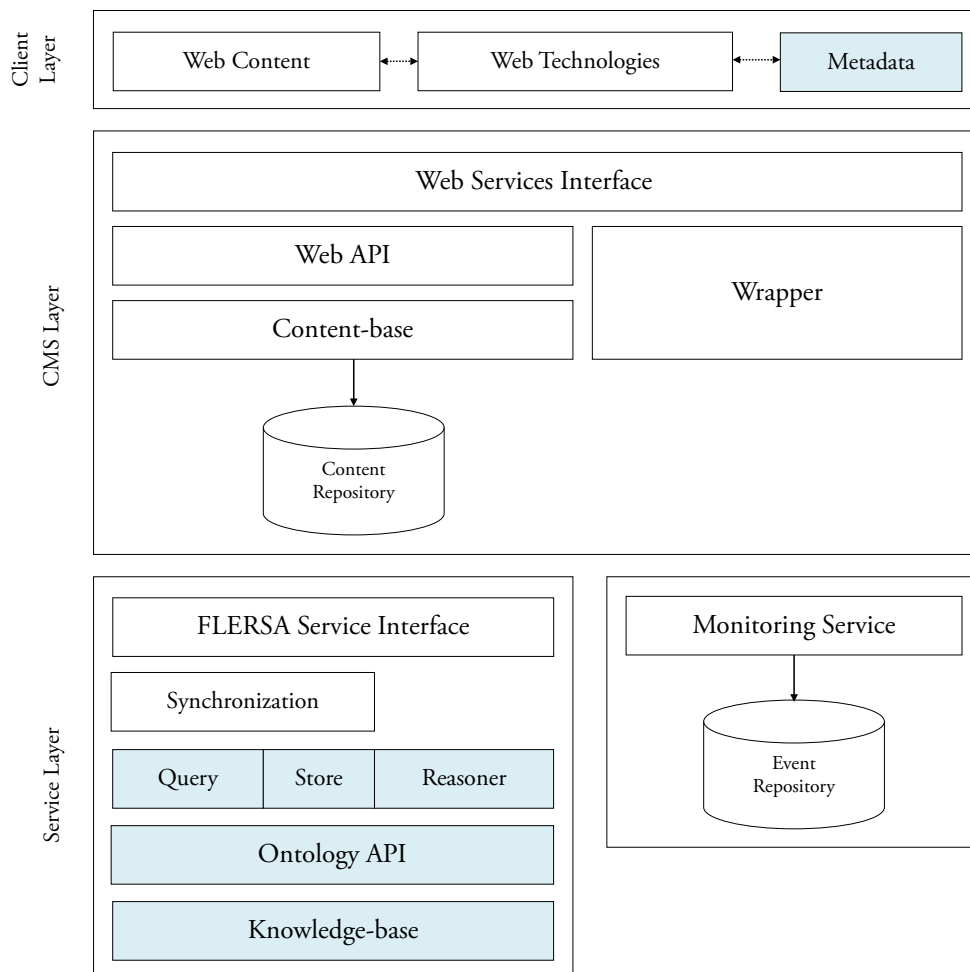 Client
Layer
Web Content
Web Technologies
Metadata
CMS Layer
Web Services Interface
Web API
Wrapper
Content-base
Content
Repository
Service Layer
FLERSA Service Interface
Synchronization
Query
Store
Reasoner
Ontology API
Knowledge-base
Monitoring Service
Event
Repository